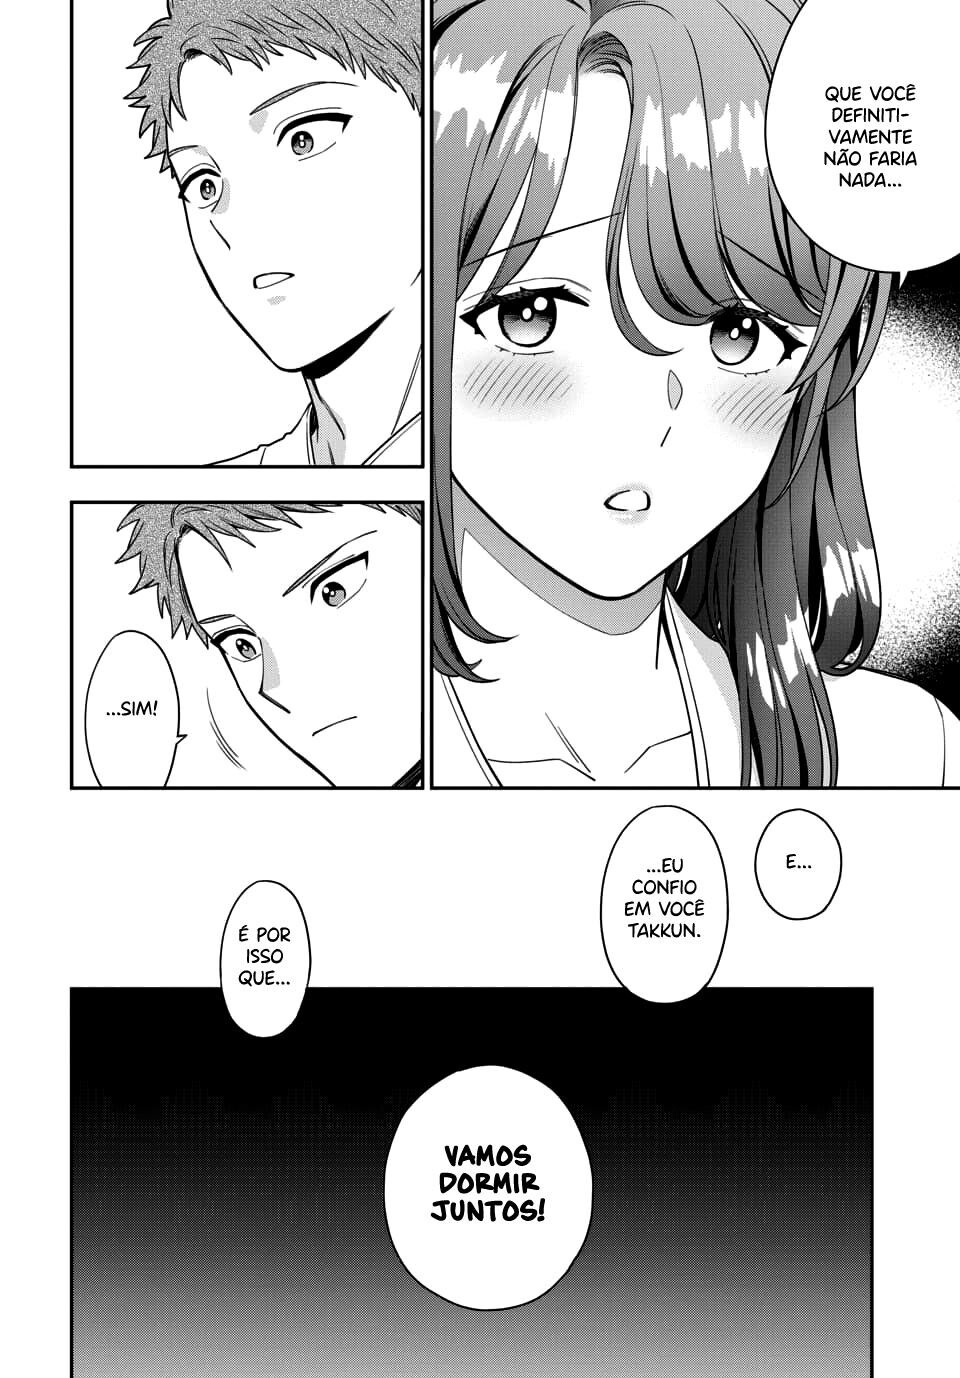 QUE VOCÊ
DEFINITI-
VAMENTE
NÃO FARIA
NADA...
...SIM!
E...
...EU
CONFIO
EM VOCÊ
TAKKUN.
É POR
ISSO
QUE...
VAMOS
DORMIR
JUNTOS!